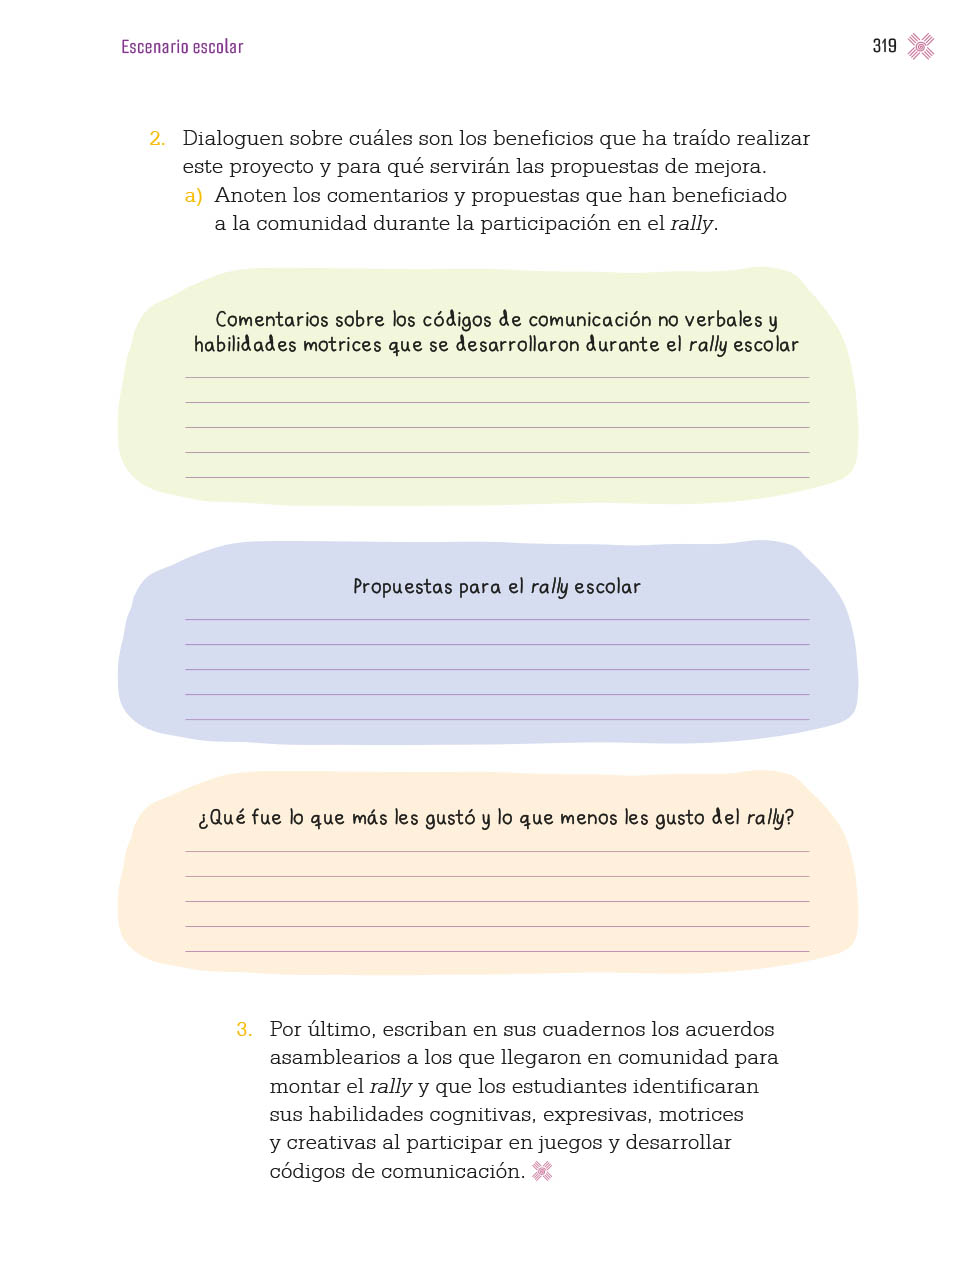 Escenario escolar
319
2. Dialoguen sobre cuáles son los beneficios que ha traído realizar
este proyecto y para qué servirán las propuestas de mejora.
a) Anoten los comentarios y propuestas que han beneficiado
a la comunidad durante la participación en el rally.
Comentarios sobre los códigos de comunicación no verbales y
habilidades motrices que se desarrollaron durante el rally escolar
Propuestas para el rally escolar
¿Qué fue lo que más les gustó y lo que menos les gusto del rally?
3. Por último, escriban en sus cuadernos los acuerdos
asamblearios a los que llegaron en comunidad para
montar el rally y que los estudiantes identificaran
sus habilidades cognitivas, expresivas, motrices
y creativas al participar en juegos y desarrollar
códigos de comunicación.